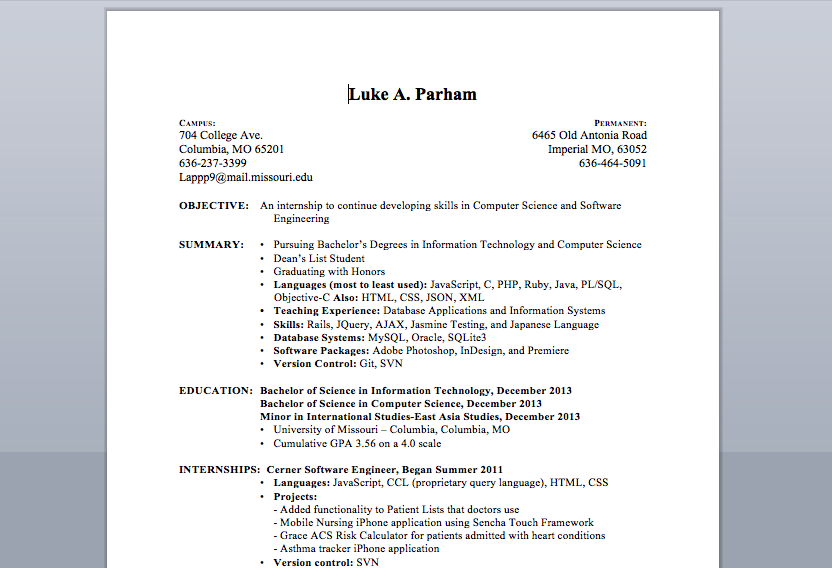 Luke A. Parham
CAMPUS: PERMANENT:
704 College Ave. 6465 Old Antonia Road
Columbia, MO 65201 Imperial MO, 63052
636-237-3399 636-464-5091
Lappp9@mail.missouri.edu
OBJECTIVE: An internship to continue developing skills in Computer Science and Software
Engineering
SUMMARY: • Pursuing Bachelor's Degrees in Information Technology and Computer Science
• Dean's List Student
• Graduating with Honors
• Languages (most to least used): JavaScript, C, PHP, Ruby, Java, PL/SQL,
Objective-C Also: HTML, CSS, JSON, XML
• Teaching Experience: Database Applications and Information Systems
• Skills: Rails, JQuery, AJAX, Jasmine Testing, and Japanese Language
• Database Systems: MySQL, Oracle, SQLite3
• Software Packages: Adobe Photoshop, InDesign, and Premiere
• Version Control: Git, SVN
EDUCATION: Bachelor of Science in Information Technology, December 2013
Bachelor of Science in Computer Science, December 2013
Minor in International Studies-East Asia Studies, December 2013
• University of Missouri – Columbia, Columbia, MO
• Cumulative GPA 3.56 on a 4.0 scale
INTERNSHIPS: Cerner Software Engineer, Began Summer 2011
• Languages: JavaScript, CCL (proprietary query language), HTML, CSS
• Projects:
- Added functionality to Patient Lists that doctors use
- Mobile Nursing iPhone application using Sencha Touch Framework
- Grace ACS Risk Calculator for patients admitted with heart conditions
- Asthma tracker iPhone application
• Version control: SVN